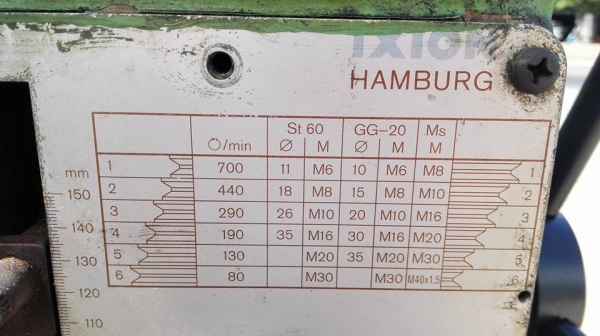 IXION
HAMBURG
St 60 GG-20 Ms
/min Ø M Ø M M
1 700 11 M6 10 M6 M8 1
2 440 18 M8 15 M8 M10 2
3 290 26 M10 20 M10 M16 3
4 190 35 M16 30 M16 M20 4
5 130 M20 35 M20 M30 5
6 80 M30 M30 M40x1,5 6
mm
150
140
130
120
110